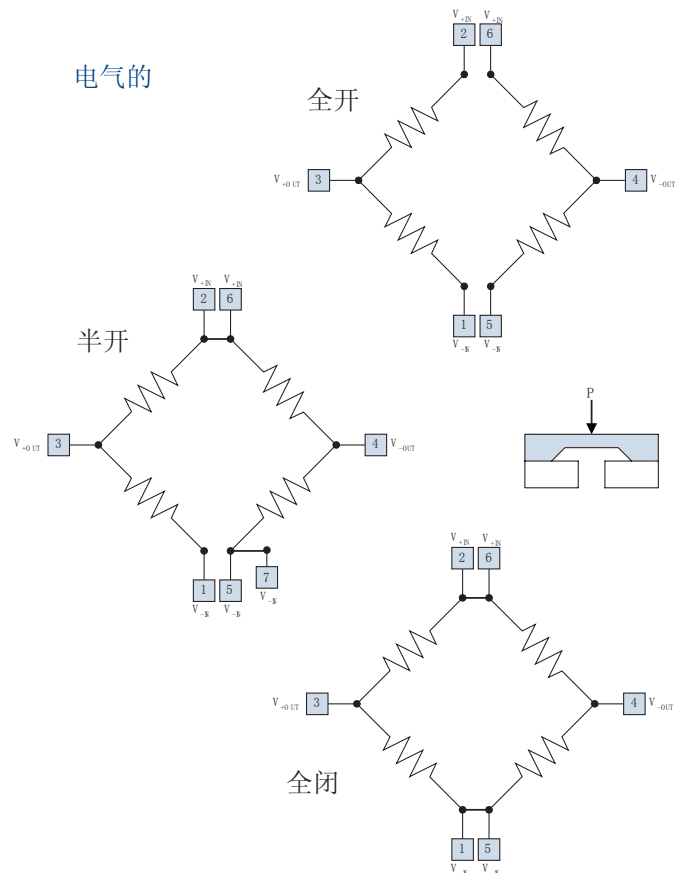 电气的
V+IN V+IN
2 6
全开
V+OUT 3 4 V-OUT
1 5
V-IN V-IN
V+IN V+IN
2 6
半开
V+OUT 3 4 V-OUT
1 5 7
V-IN V-IN V-IN
P
V+IN V+IN
2 6
V+OUT 3 4 V-OUT
全闭
1 5
V-IN V-IN